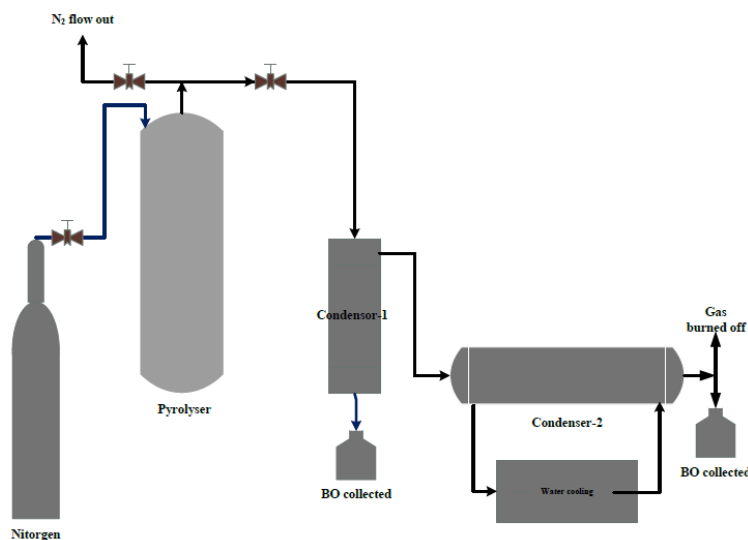 N₂ flow out
Condensor-1
Gas
burned off
Pyrolyser
Condenser-2
BO collected
Water cooling
BO collected
Nitorgen